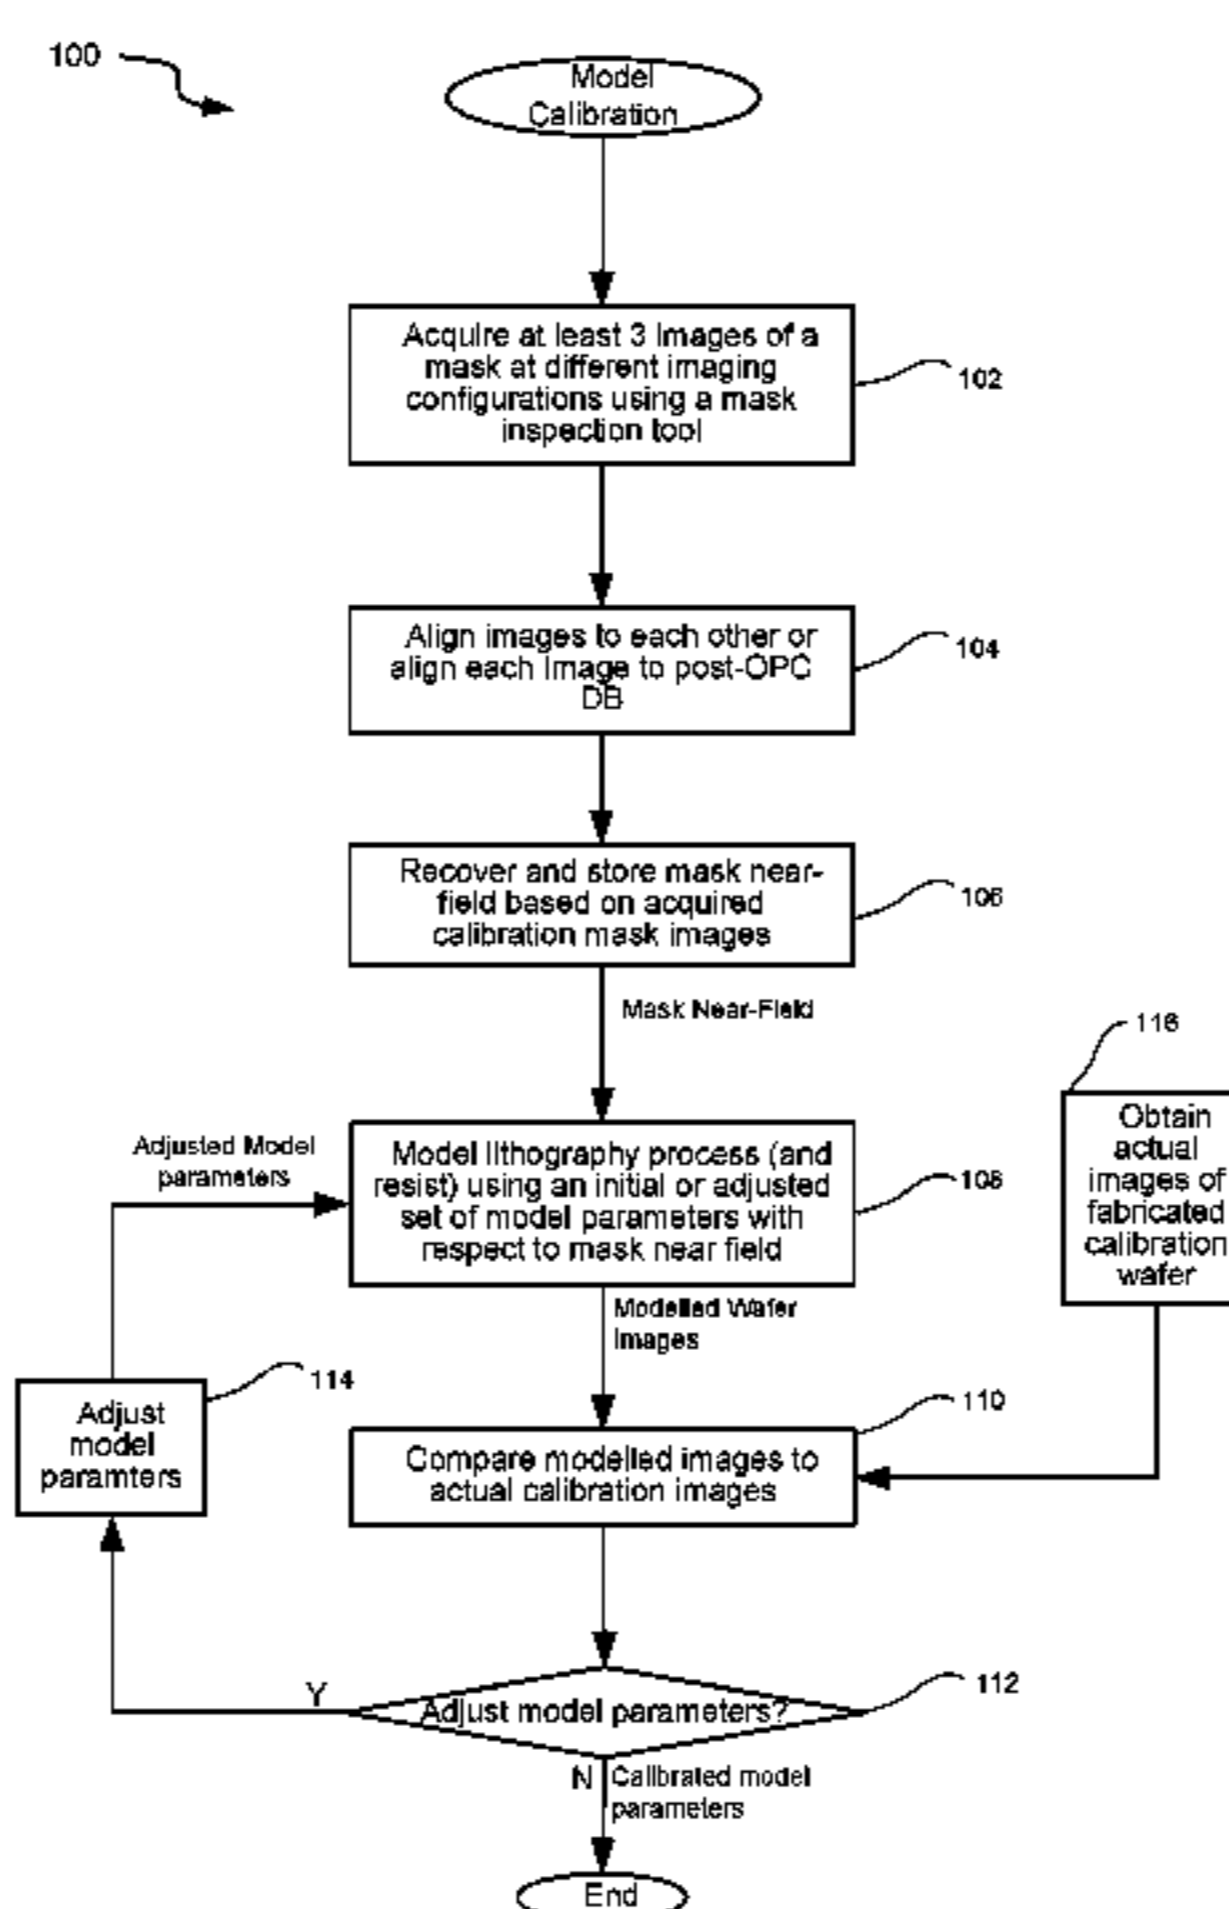 100
Model
Calibration
Acquire at least 3 images of a
mask at different imaging
configurations using a mask
inspection tool
102
Align images to each other or
align each image to post-OPC
DB
104
Recover and store mask near-
field based on acquired
calibration mask images
106
Mask Near-Field
116
Obtain
actual
images of
fabricated
calibration
wafer
Adjusted Model
parameters
Model lithography process (and
resist) using an initial or adjusted
set of model parameters with
respect to mask near field
108
Modelled Wafer
Images
114
Adjust
model
paramters
110
Compare modelled images to
actual calibration images
Y
Adjust model parameters?
112
N
Calibrated model
parameters
End